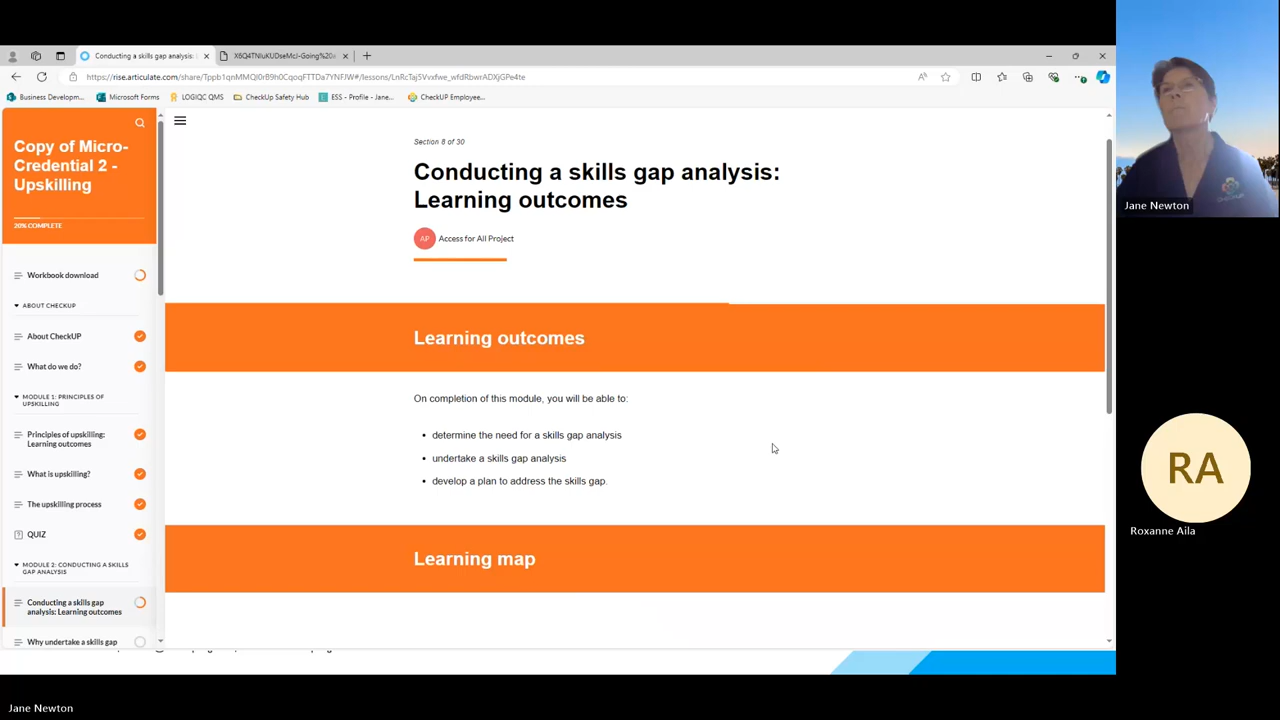 Conducting a skills gap analysis:
X6Q4TNluKUDseMcJ-Going%20
https://rise.articulate.com/share/Tppb1qnMMQI0rB9h0CqoqFTTDa7YNFJW#/lessons/LnRcTaj5Vvxfwe_wfdRbwrADXjGeP4te
Business Developm...
Microsoft Forms
LOGIQC QMS
CheckUp Safety Hub
ESS - Profile - Jane...
CheckUP Employee...
Copy of Micro-
Credential 2 -
Upskilling
20% COMPLETE
Workbook download
ABOUT CHECKUP
About CheckUP
What do we do?
MODULE 1: PRINCIPLES OF
UPSKILLING
Principles of upskilling:
Learning outcomes
What is upskilling?
The upskilling process
QUIZ
MODULE 2: CONDUCTING A SKILLS
GAP ANALYSIS
Conducting a skills gap
analysis: Learning outcomes
Why undertake a skills gap
Section 8 of 30
Conducting a skills gap analysis:
Learning outcomes
AP
Access for All Project
Learning outcomes
On completion of this module, you will be able to:
• determine the need for a skills gap analysis
• undertake a skills gap analysis
• develop a plan to address the skills gap.
Learning map
Jane Newton
RA
Roxanne Aila
Jane Newton